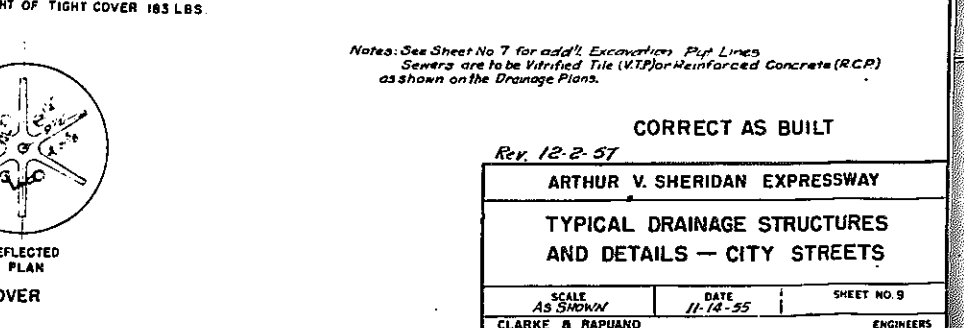 HT OF TIGHT COVER 183 LBS.
Notes: See Sheet No 7 for add'l. Excavation Pay Lines
Sewers are to be Vitrified Tile (V.T.P.) or Reinforced Concrete (R.C.P.)
as shown on the Drainage Plans.
CORRECT AS BUILT
Rev. 12-2-57
ARTHUR V. SHERIDAN EXPRESSWAY
TYPICAL DRAINAGE STRUCTURES
AND DETAILS — CITY STREETS
SCALE
AS SHOWN
DATE
11-14-55
SHEET NO. 9
CLARKE & RAPUANO
ENGINEERS
EFLECTED
PLAN
OVER